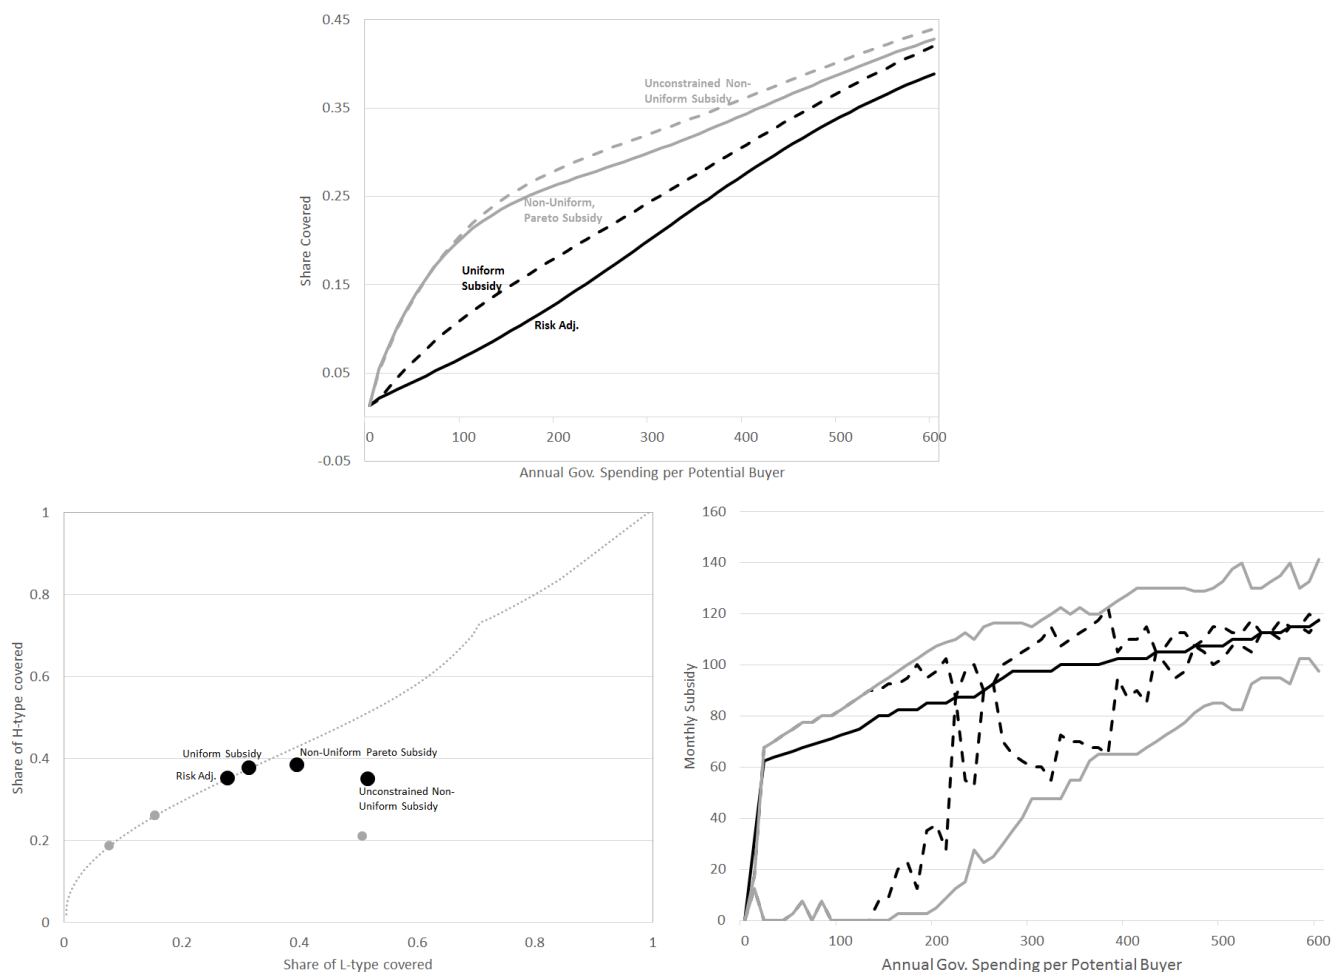 0.45
0.35
0.25
0.15
0.05
-0.05
Share Covered
Unconstrained Non-
Uniform Subsidy
Non-Uniform,
Pareto Subsidy
Uniform
Subsidy
Risk Adj.
0 100 200 300 400 500 600
Annual Gov. Spending per Potential Buyer
1
0.8
0.6
0.4
0.2
0
Share of H-type covered
Uniform Subsidy
Non-Uniform Pareto Subsidy
Risk Adj.
Unconstrained Non-
Uniform Subsidy
0 0.2 0.4 0.6 0.8 1
Share of L-type covered
160
140
120
100
80
60
40
20
0
Monthly Subsidy
0 100 200 300 400 500 600
Annual Gov. Spending per Potential Buyer